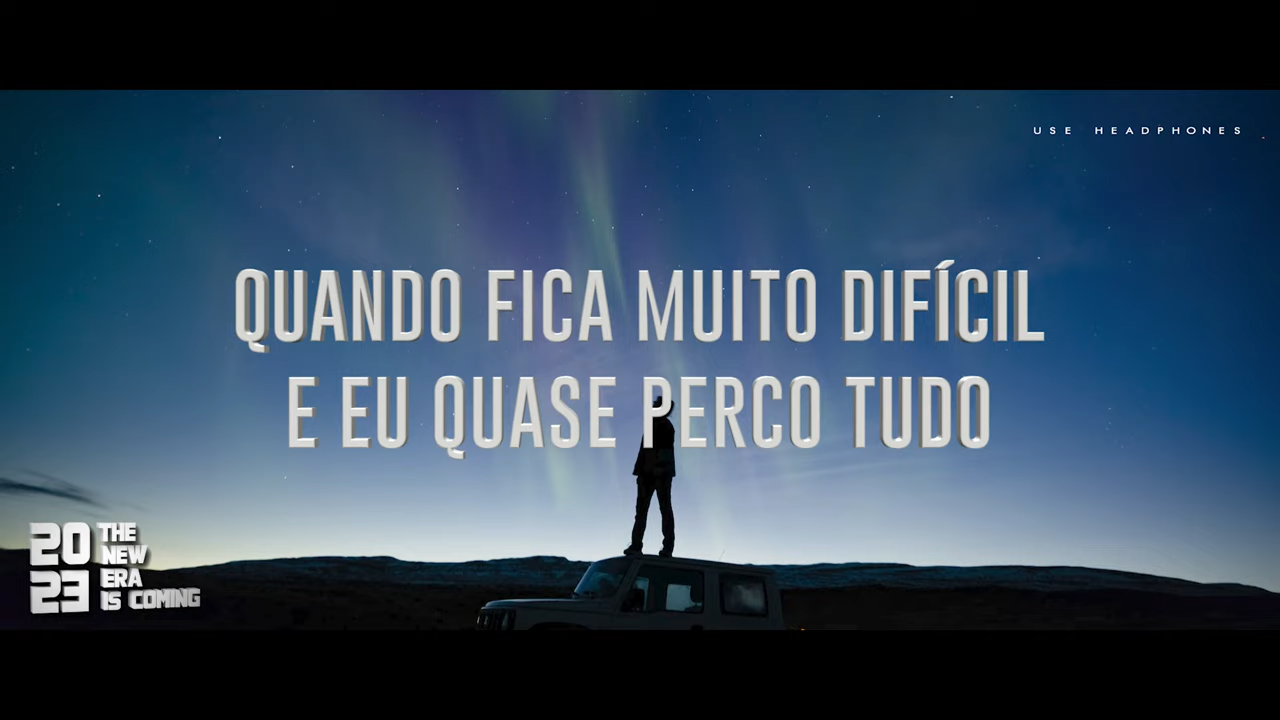 USE HEADPHONES
QUANDO FICA MUITO DIFÍCIL
E EU QUASE PERCO TUDO
20 THE
NEW
23 ERA
IS COMING